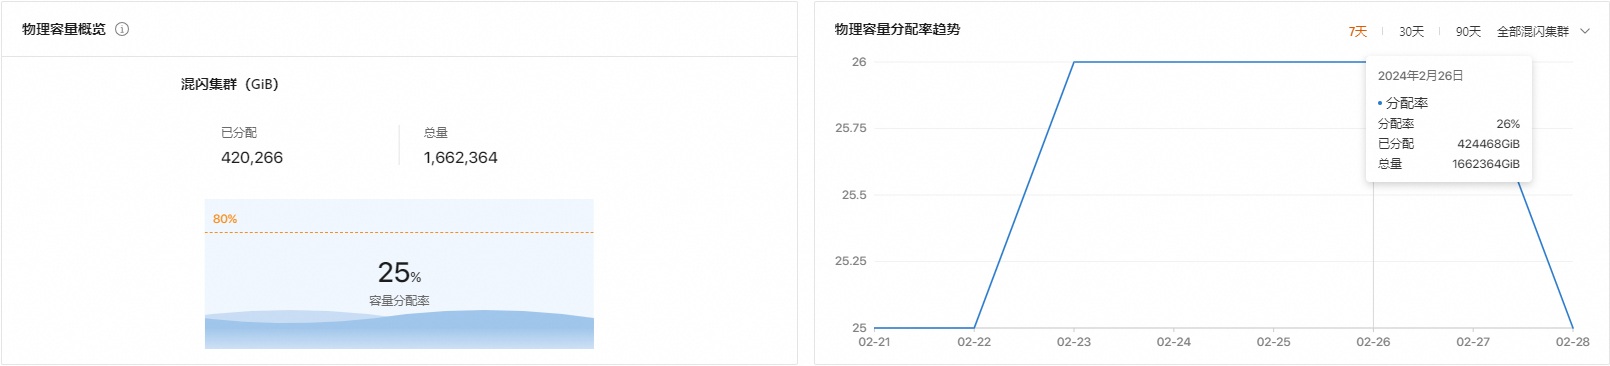 物理容量概览
混闪集群（GiB）
已分配
420,266
总量
1,662,364
80%
25%
容量分配率
物理容量分配率趋势
7天
30天
90天
全部混闪集群
26
25.75
25.5
25.25
25
02-21
02-22
02-23
02-24
02-25
02-26
02-27
02-28
2024年2月26日
分配率
分配率 26%
已分配 424468GiB
总量 1662364GiB